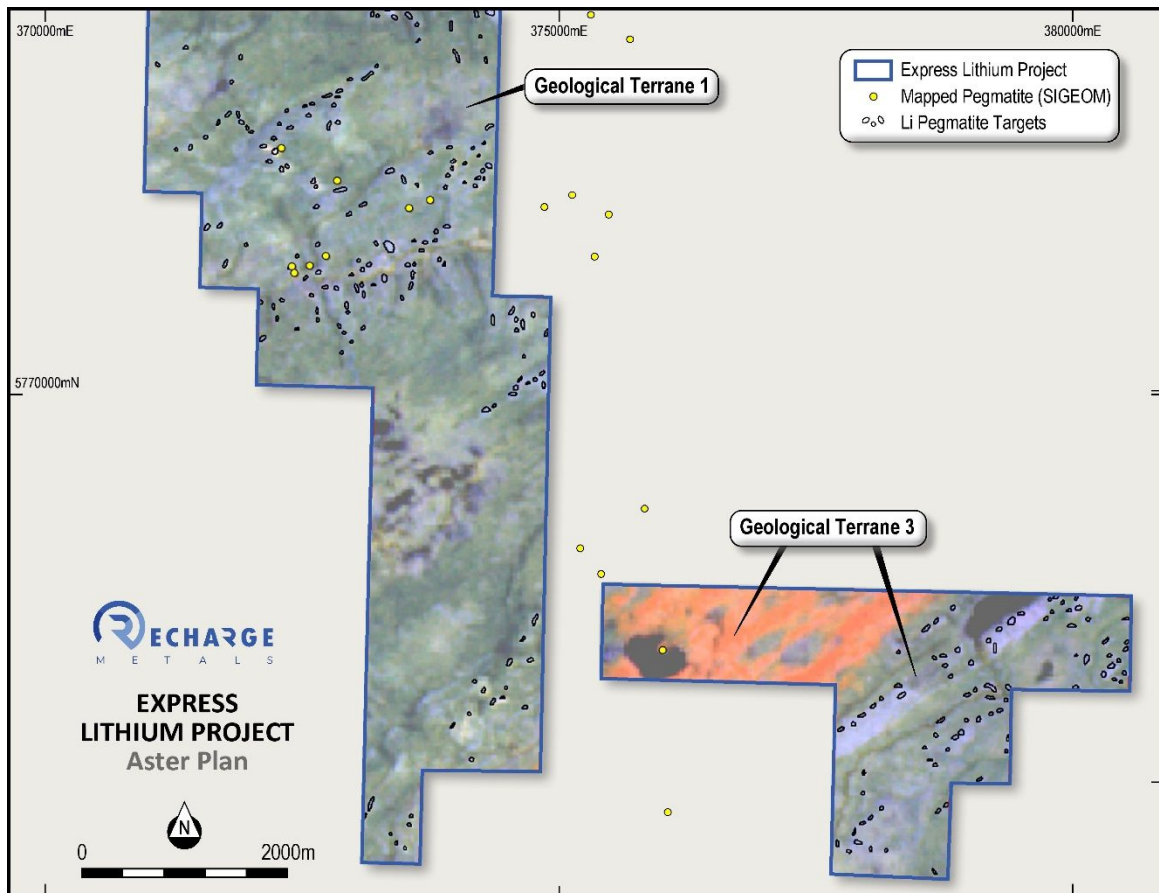 370000mE
375000mE
380000mE
Geological Terrane 1
Express Lithium Project
Mapped Pegmatite (SIGEOM)
Li Pegmatite Targets
5770000mN
Geological Terrane 3
RECHARGE
METALS
EXPRESS
LITHIUM PROJECT
Aster Plan
N
0 2000m